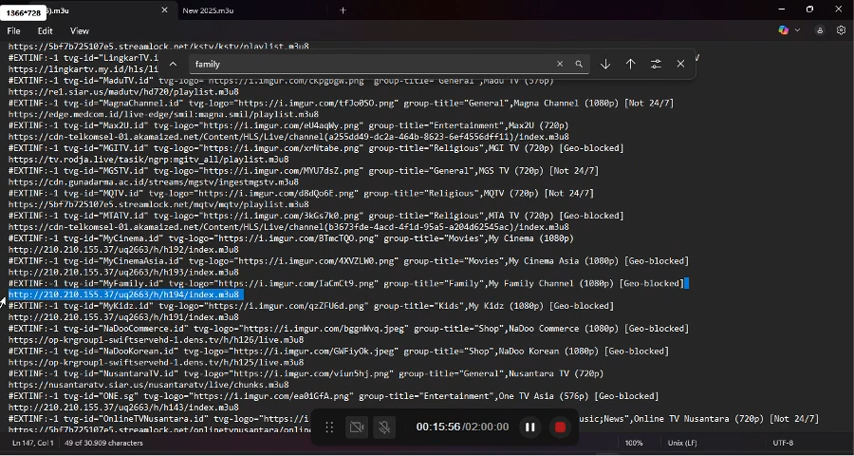 1366*728
).m3u
New 2025.m3u
File Edit View
https://5bf7b725107e5.streamlock.net/kstv/kstv/playlist.m3u8
#EXTINF:-1 tvg-id="LingkarTV.i
family
https://lingkartv.my.id/hls/li
#EXTINF:-1 tvg-id="MaduTV.id" tvg-logo="https://i.imgur.com/cKpgbgw.png" group-title="General",Madu TV (576p)
https://re1.siar.us/madutv/hd720/playlist.m3u8
#EXTINF:-1 tvg-id="MagnaChannel.id" tvg-logo="https://i.imgur.com/tfJo0SO.png" group-title="General",Magna Channel (1080p) [Not 24/7]
https://edge.medcom.id/live-edge/smil:magna.smil/playlist.m3u8
#EXTINF:-1 tvg-id="Max2U.id" tvg-logo="https://i.imgur.com/eU4aqWy.png" group-title="Entertainment",Max2U (720p)
https://cdn-telkomsel-01.akamaized.net/Content/HLS/Live/channel(a255dd49-dc2a-464b-8623-6ef4556dff11)/index.m3u8
#EXTINF:-1 tvg-id="MGITV.id" tvg-logo="https://i.imgur.com/xrNtabe.png" group-title="Religious",MGI TV (720p) [Geo-blocked]
https://tv.rodja.live/tasik/ngrp:mgitv_all/playlist.m3u8
#EXTINF:-1 tvg-id="MGSTV.id" tvg-logo="https://i.imgur.com/MYU7dsZ.png" group-title="General",MGS TV (720p) [Not 24/7]
https://cdn.gunadarma.ac.id/streams/mgstv/ingestmgstv.m3u8
#EXTINF:-1 tvg-id="MQTV.id" tvg-logo="https://i.imgur.com/d8dQo6E.png" group-title="Religious",MQTV (720p) [Not 24/7]
https://5bf7b725107e5.streamlock.net/mqtv/mqtv/playlist.m3u8
#EXTINF:-1 tvg-id="MTATV.id" tvg-logo="https://i.imgur.com/3kGs7k0.png" group-title="Religious",MTA TV (720p) [Geo-blocked]
https://cdn-telkomsel-01.akamaized.net/Content/HLS/Live/channel(b3673fde-4acd-4f1d-95a5-a204d62545ac)/index.m3u8
#EXTINF:-1 tvg-id="MyCinema.id" tvg-logo="https://i.imgur.com/BTmcTQO.png" group-title="Movies",My Cinema (1080p)
http://210.210.155.37/uq2663/h/h192/index.m3u8
#EXTINF:-1 tvg-id="MyCinemaAsia.id" tvg-logo="https://i.imgur.com/4XVZLW0.png" group-title="Movies",My Cinema Asia (1080p) [Geo-blocked]
http://210.210.155.37/uq2663/h/h193/index.m3u8
#EXTINF:-1 tvg-id="MyFamily.id" tvg-logo="https://i.imgur.com/IaCmCt9.png" group-title="Family",My Family Channel (1080p) [Geo-blocked]
http://210.210.155.37/uq2663/h/h194/index.m3u8
#EXTINF:-1 tvg-id="MyKidz.id" tvg-logo="https://i.imgur.com/qzZFU6d.png" group-title="Kids",My Kidz (1080p) [Geo-blocked]
http://210.210.155.37/uq2663/h/h191/index.m3u8
#EXTINF:-1 tvg-id="NaDooCommerce.id" tvg-logo="https://i.imgur.com/bggnWvq.jpeg" group-title="Shop",NaDoo Commerce (1080p) [Geo-blocked]
https://op-krgroup1-swiftservehd-1.dens.tv/h/h126/live.m3u8
#EXTINF:-1 tvg-id="NaDooKorean.id" tvg-logo="https://i.imgur.com/GWFiyOk.jpeg" group-title="Shop",NaDoo Korean (1080p) [Geo-blocked]
https://op-krgroup1-swiftservehd-1.dens.tv/h/h125/live.m3u8
#EXTINF:-1 tvg-id="NusantaraTV.id" tvg-logo="https://i.imgur.com/viun5hj.png" group-title="General",Nusantara TV (720p)
https://nusantaratv.siar.us/nusantaratv/live/chunks.m3u8
#EXTINF:-1 tvg-id="ONE.sg" tvg-logo="https://i.imgur.com/ea01GfA.png" group-title="Entertainment",One TV Asia (576p) [Geo-blocked]
http://210.210.155.37/uq2663/h/h143/index.m3u8
#EXTINF:-1 tvg-id="OnlineTVNusantara.id" tvg-logo="https://i usic;News",Online TV Nusantara (720p) [Not 24/7]
https://5bf7b725107e5.streamlock.net/onlinetvnusantara/onlin
00:15:56/02:00:00
Ln 147, Col 1 49 of 30.909 characters 100% Unix (LF) UTF-8